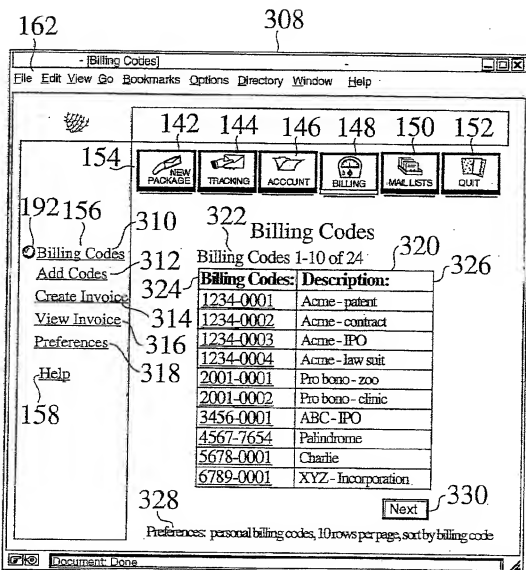 162 308
- [Billing Codes]
File Edit View Go Bookmarks Options Directory Window Help
142 144 146 148 150 152
154
NEW PACKAGE TRACKING ACCOUNT BILLING MAIL LISTS QUIT
192 156
Billing Codes 310
Add Codes 312
Create Invoice 314
View Invoice 316
Preferences 318
Help
158
Billing Codes
322
Billing Codes 1-10 of 24 320
324 326
Billing Codes: Description:
1234-0001 Acme - patent
1234-0002 Acme - contract
1234-0003 Acme - IPO
1234-0004 Acme - law suit
2001-0001 Pro bono - zoo
2001-0002 Pro bono - clinic
3456-0001 ABC - IPO
4567-7654 Palindrome
5678-0001 Charlie
6789-0001 XYZ - Incorporation
Next 330
328
Preferences: personal billing codes, 10 rows per page, sort by billing code
Document: Done